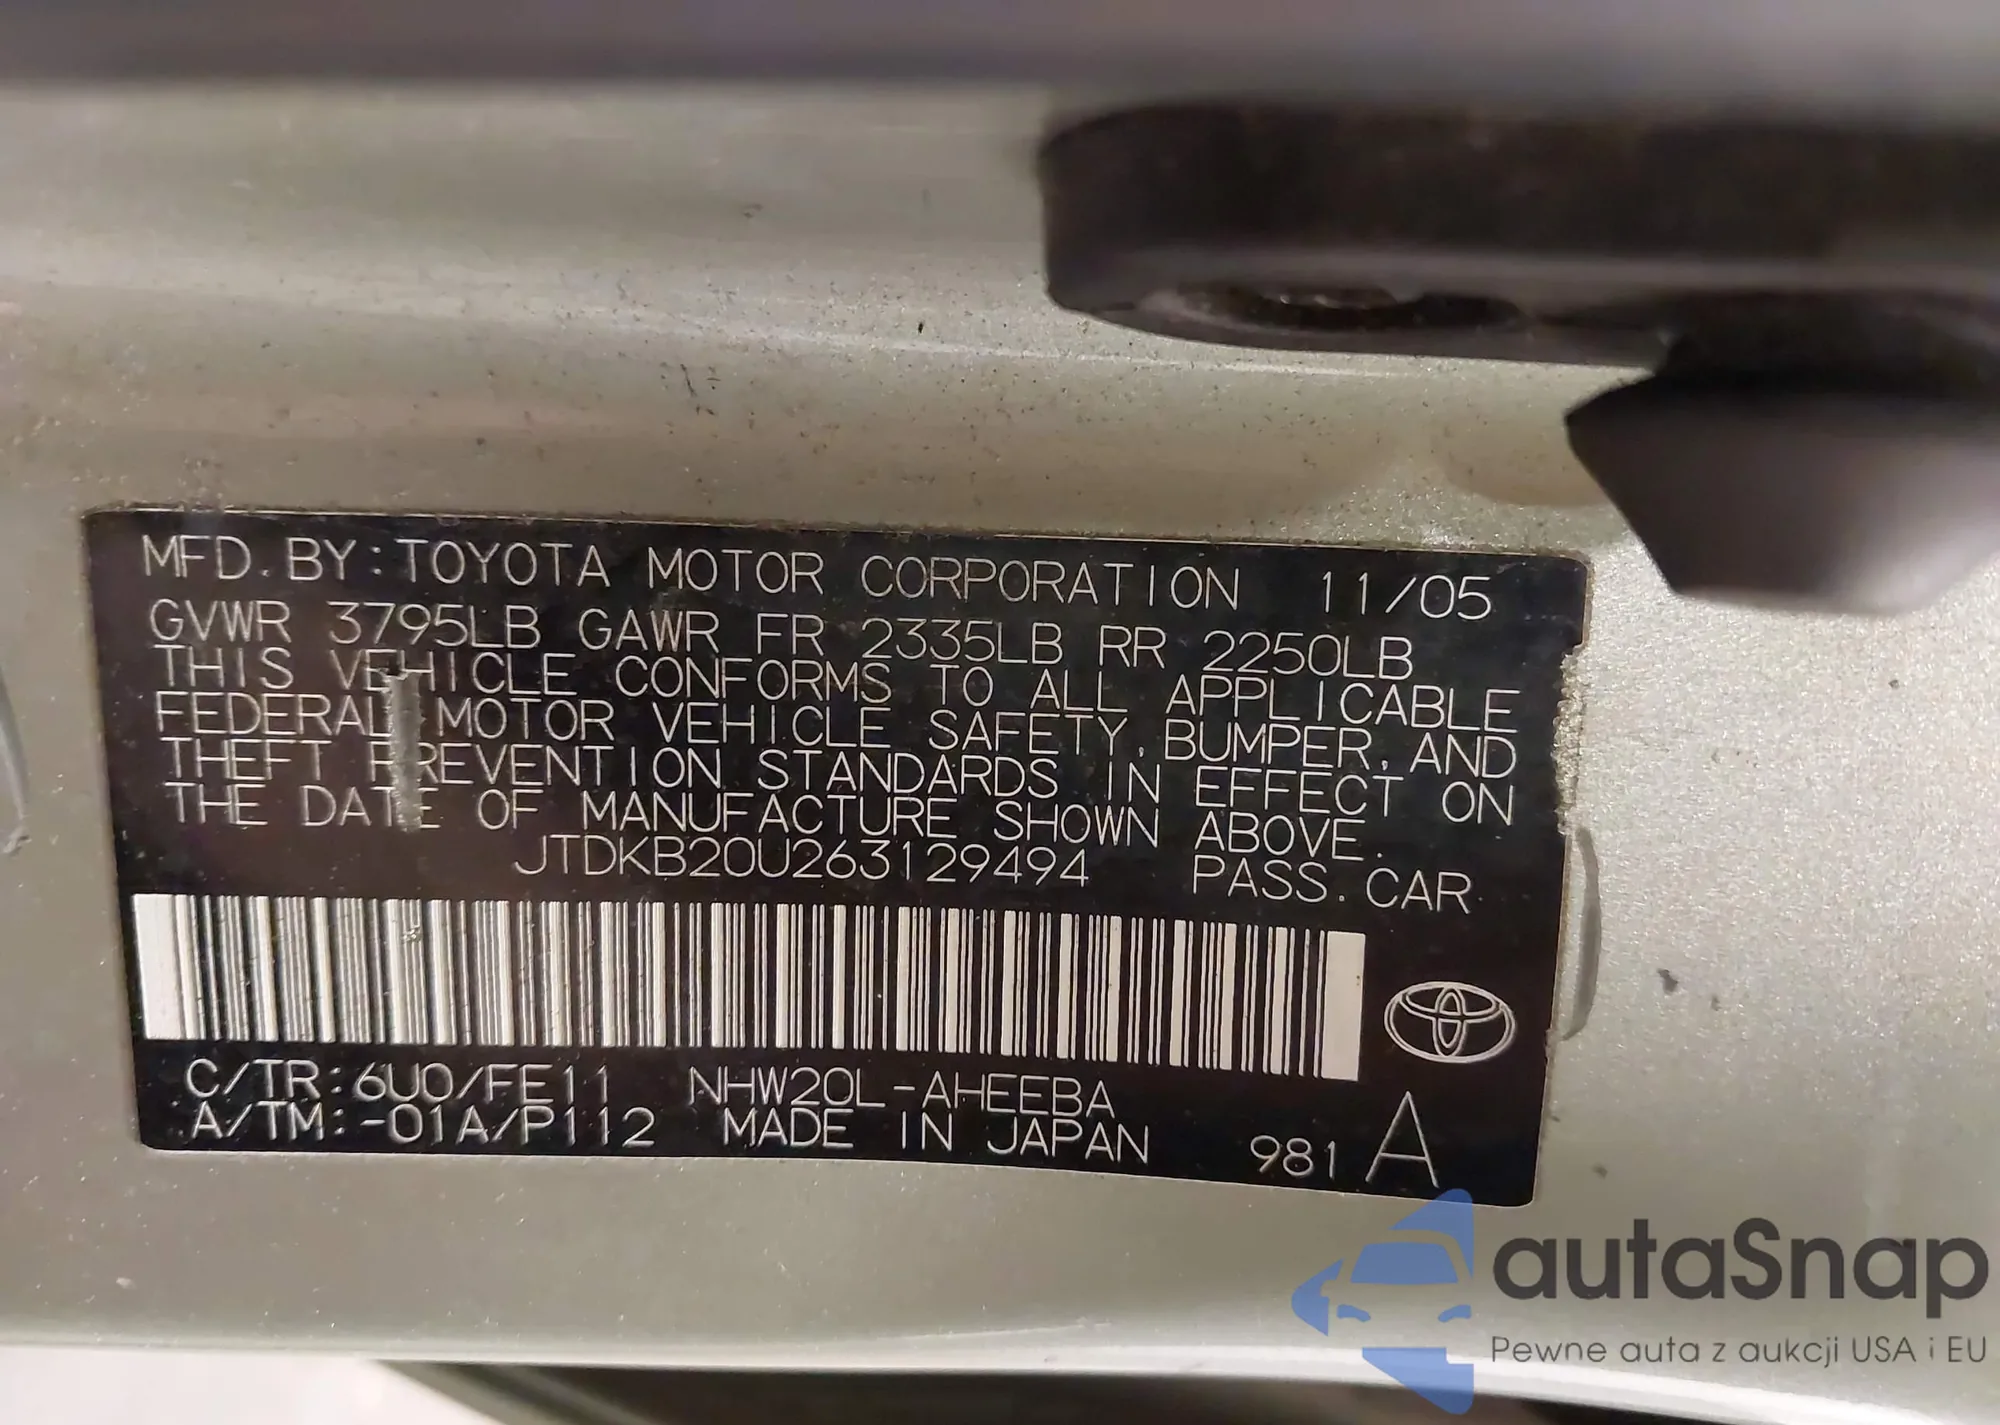 MFD. BY: TOYOTA MOTOR CORPORATION 11/05
GVWR 3795LB GAWR FR 2335LB RR 2250LB
THIS VEHICLE CONFORMS TO ALL APPLICABLE
FEDERAL MOTOR VEHICLE SAFETY, BUMPER, AND
THEFT PREVENTION STANDARDS IN EFFECT ON
THE DATE OF MANUFACTURE SHOWN ABOVE.
JTDKB20U263129494 PASS. CAR
C/TR: 6U0/FE11 NHW20L-AHEEBA
A/TM: -01A/P112 MADE IN JAPAN 981 A
autaSnap
Pewne auta z aukcji USA i EU